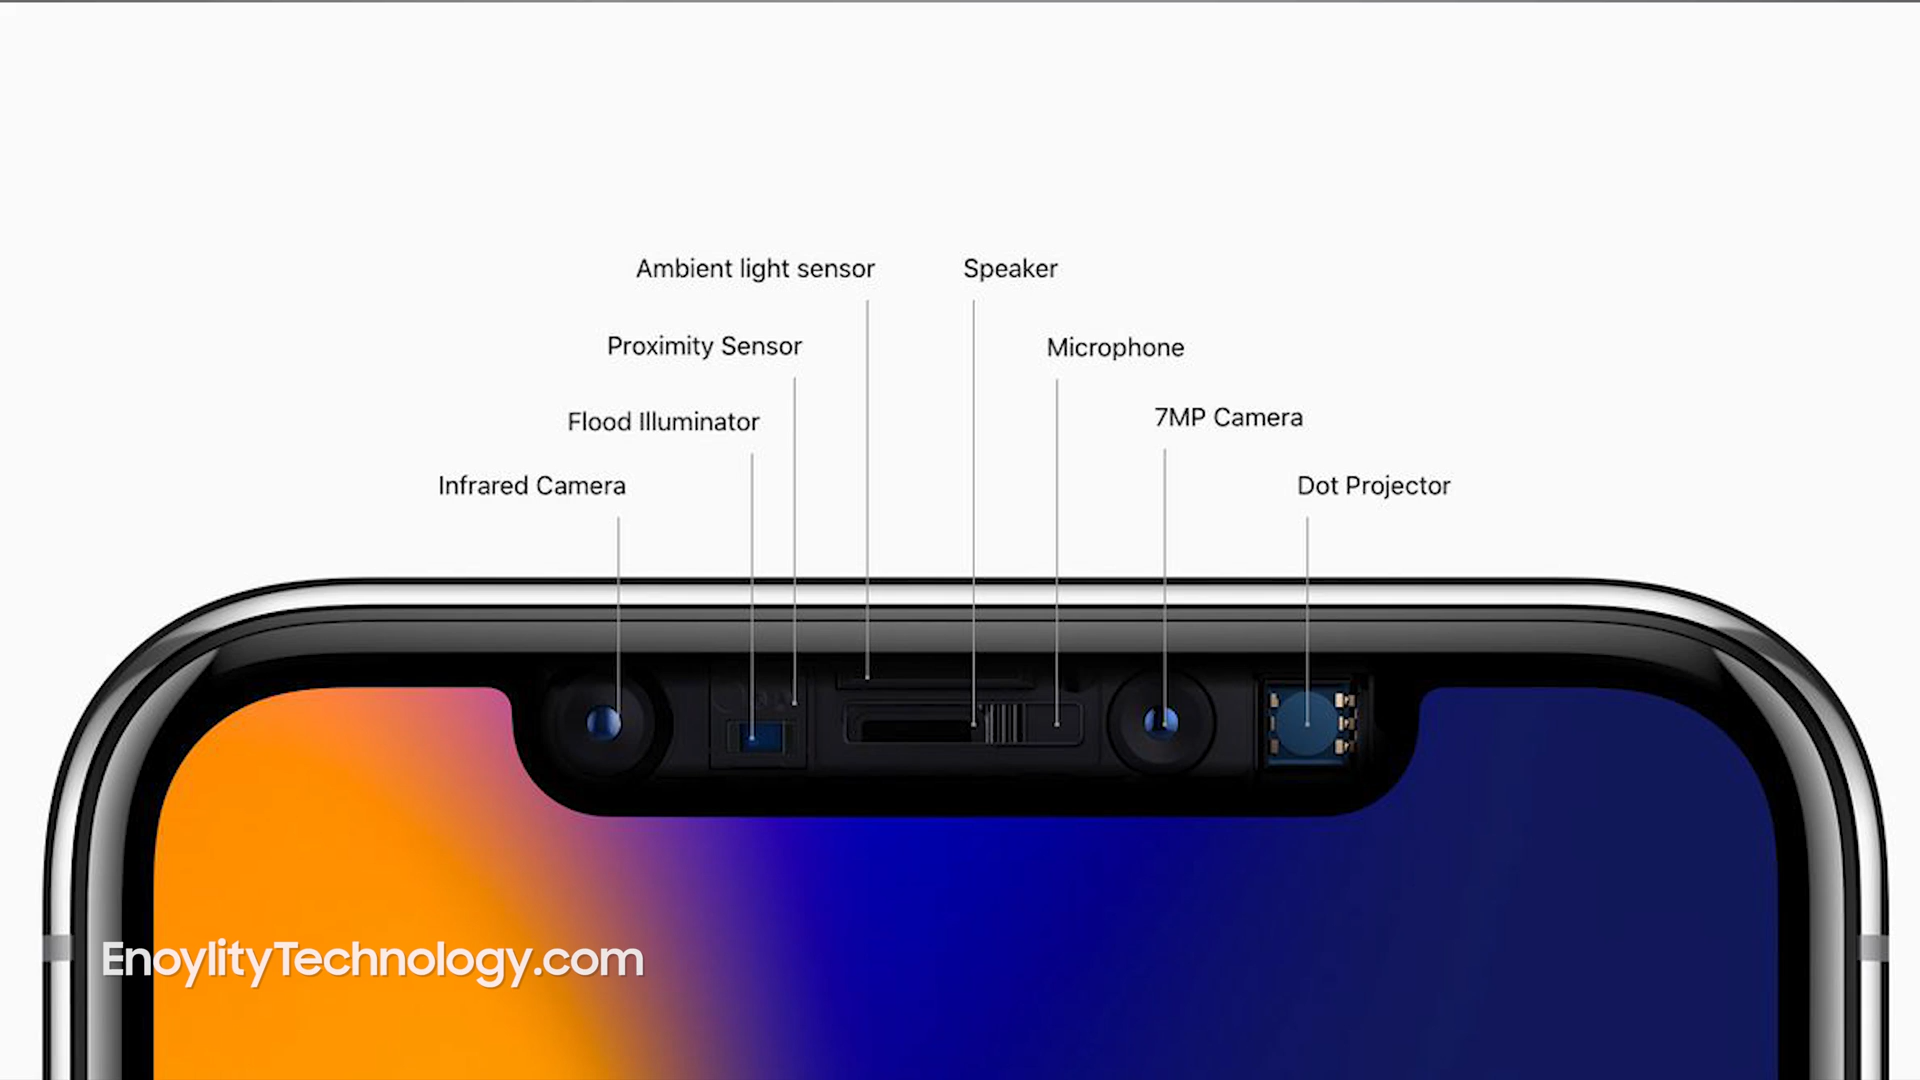 Ambient light sensor
Speaker
Proximity Sensor
Microphone
Flood Illuminator
7MP Camera
Infrared Camera
Dot Projector
EnoylityTechnology.com